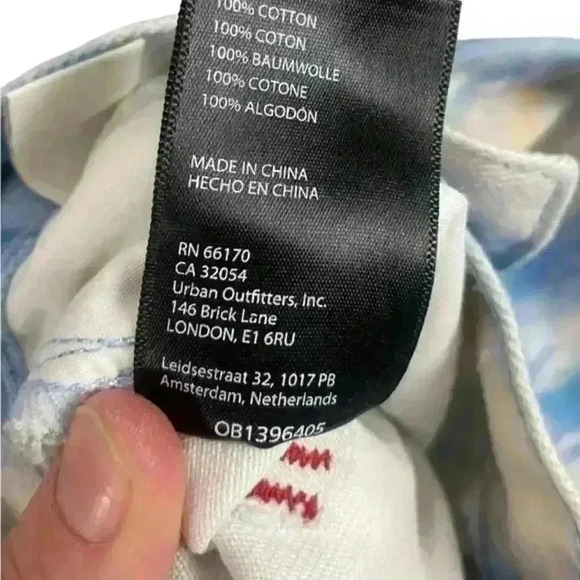 100% COTTON
100% COTON
100% BAUMWOLLE
100% COTONE
100% ALGODÓN
MADE IN CHINA
HECHO EN CHINA
RN 66170
CA 32054
Urban Outfitters, Inc.
146 Brick Lane
LONDON, E1 6RU
Leidsestraat 32, 1017 PB
Amsterdam, Netherlands
OB1396405